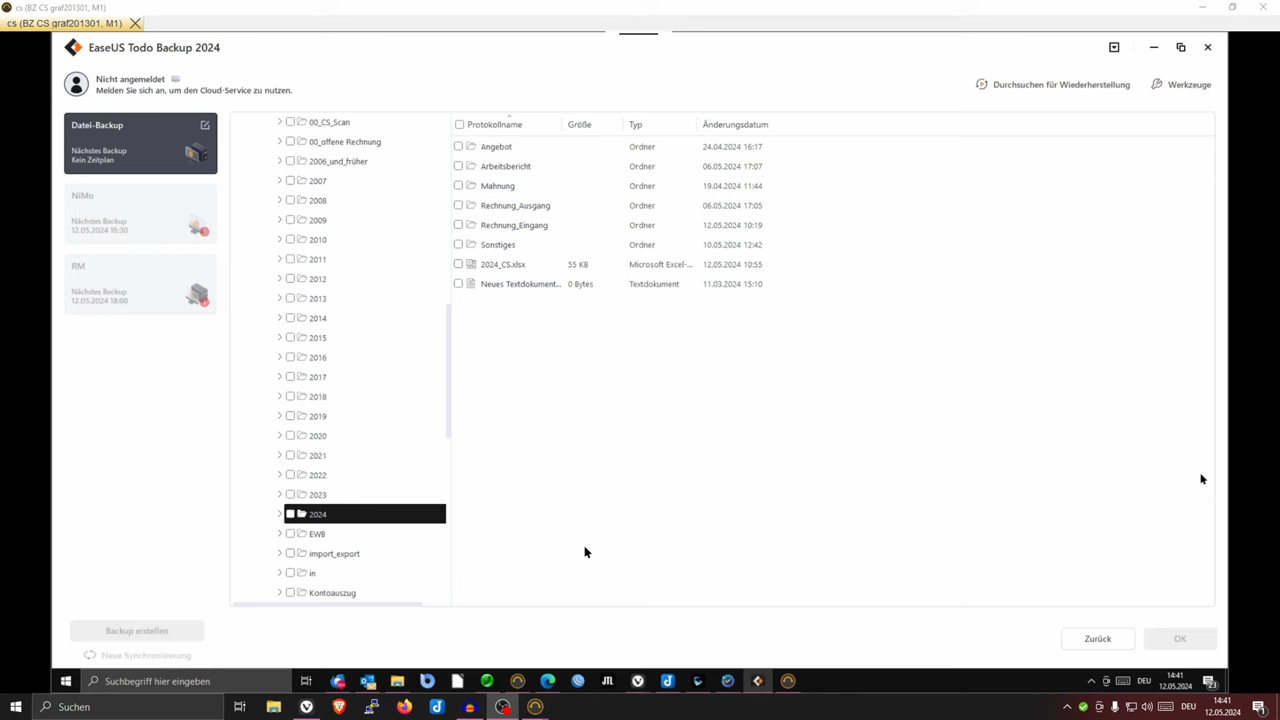 cs (BZ CS graf201301, M1)
cs (BZ CS graf201301, M1)
EaseUS Todo Backup 2024
Nicht angemeldet
Melden Sie sich an, um den Cloud-Service zu nutzen.
Durchsuchen für Wiederherstellung
Werkzeuge
Datei-Backup
Nächstes Backup
Kein Zeitplan
NiMo
Nächstes Backup
12.05.2024 16:30
RM
Nächstes Backup
12.05.2024 18:00
00_CS_Scan
00_offene Rechnung
2006_und_früher
2007
2008
2009
2010
2011
2012
2013
2014
2015
2016
2017
2018
2019
2020
2021
2022
2023
2024
EWB
import_export
in
Kontoauszug
Protokollname Größe Typ Änderungsdatum
Angebot Ordner 24.04.2024 16:17
Arbeitsbericht Ordner 06.05.2024 17:07
Mahnung Ordner 19.04.2024 11:44
Rechnung_Ausgang Ordner 06.05.2024 17:05
Rechnung_Eingang Ordner 12.05.2024 10:19
Sonstiges Ordner 10.05.2024 12:42
2024_CS.xlsx 55 KB Microsoft Excel-... 12.05.2024 10:55
Neues Textdokument... 0 Bytes Textdokument 11.03.2024 15:10
Backup erstellen
Neue Synchronisierung
Zurück
OK
Suchbegriff hier eingeben
JTL
DEU
14:41
12.05.2024
23
Suchen
DEU
14:41
12.05.2024
1